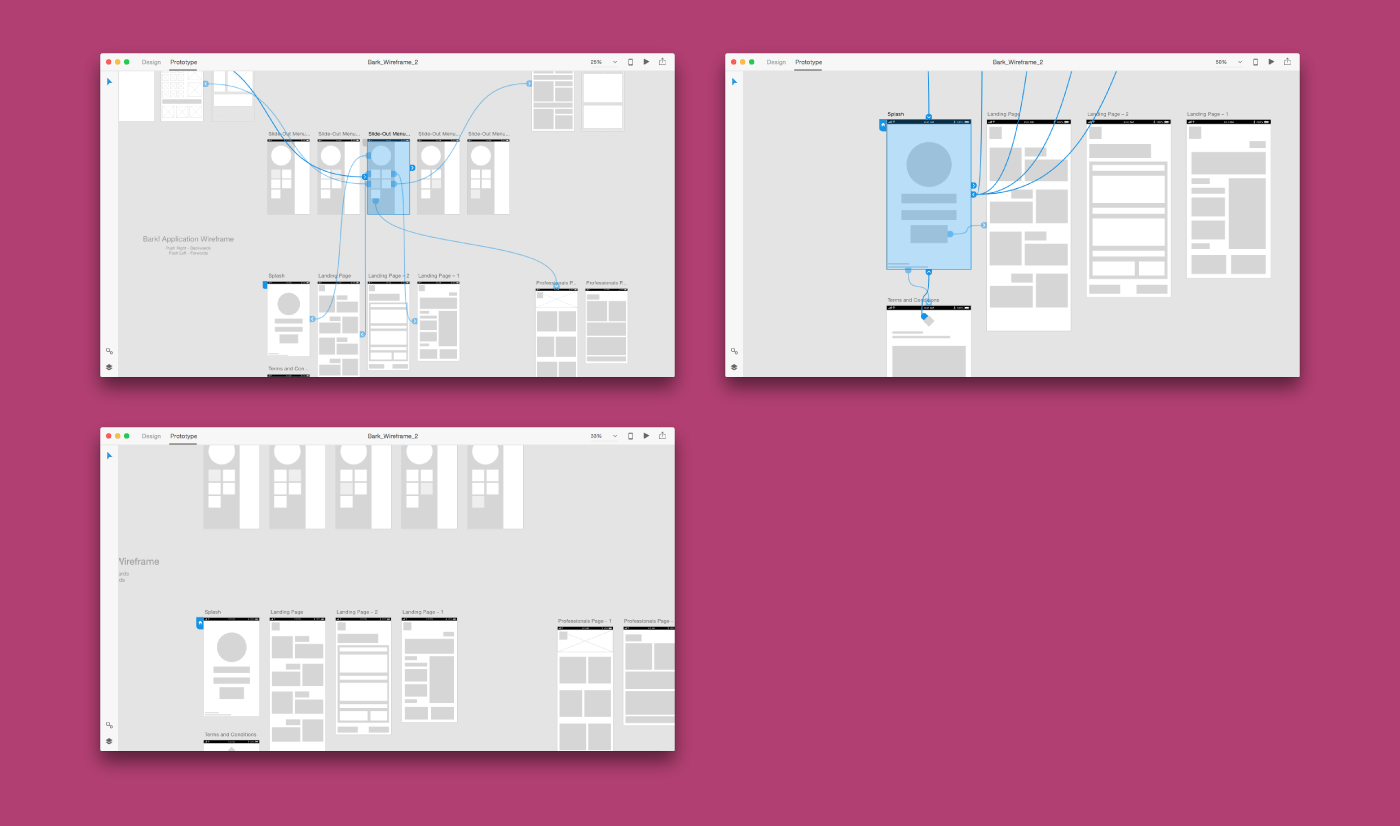 Design Prototype Bark_Wireframe_2 25%
Slide-Out Menu... Slide-Out Menu... Slide-Out Menu... Slide-Out Menu... Slide-Out Menu...
Bark! Application Wireframe
Push Right - Backwards
Push Left - Forwards
Splash Landing Page Landing Page – 2 Landing Page – 1
Professionals P... Professionals P...
Terms and Con...
Design Prototype Bark_Wireframe_2 50%
Splash Landing Page Landing Page – 2 Landing Page – 1
Terms and Conditions
Design Prototype Bark_Wireframe_2 33%
Wireframe
ards
ds
Splash Landing Page Landing Page – 2 Landing Page – 1
Professionals Page - 1 Professionals Page -
Terms and Conditions